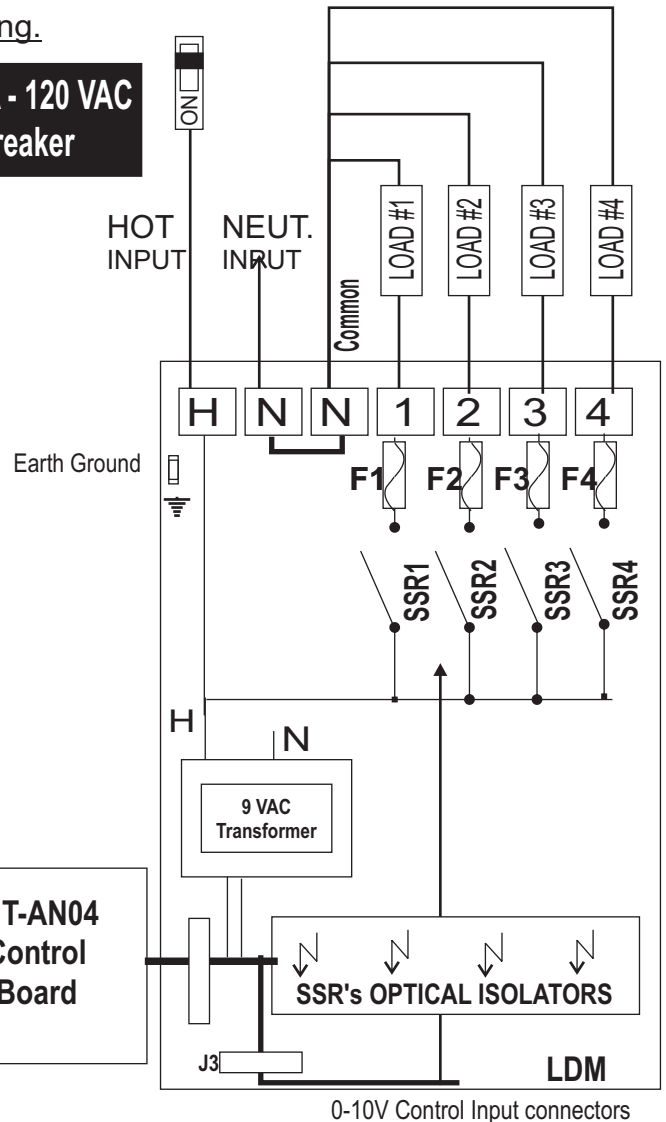 ng.
- 120 VAC
reaker
ON
HOT
INPUT
NEUT.
INPUT
Common
LOAD #1
LOAD #2
LOAD #3
LOAD #4
H N N 1 2 3 4
Earth Ground
F1 F2 F3 F4
SSR1
SSR2
SSR3
SSR4
H
N
9 VAC
Transformer
T-AN04
Control
Board
SSR's OPTICAL ISOLATORS
J3
LDM
0-10V Control Input connectors